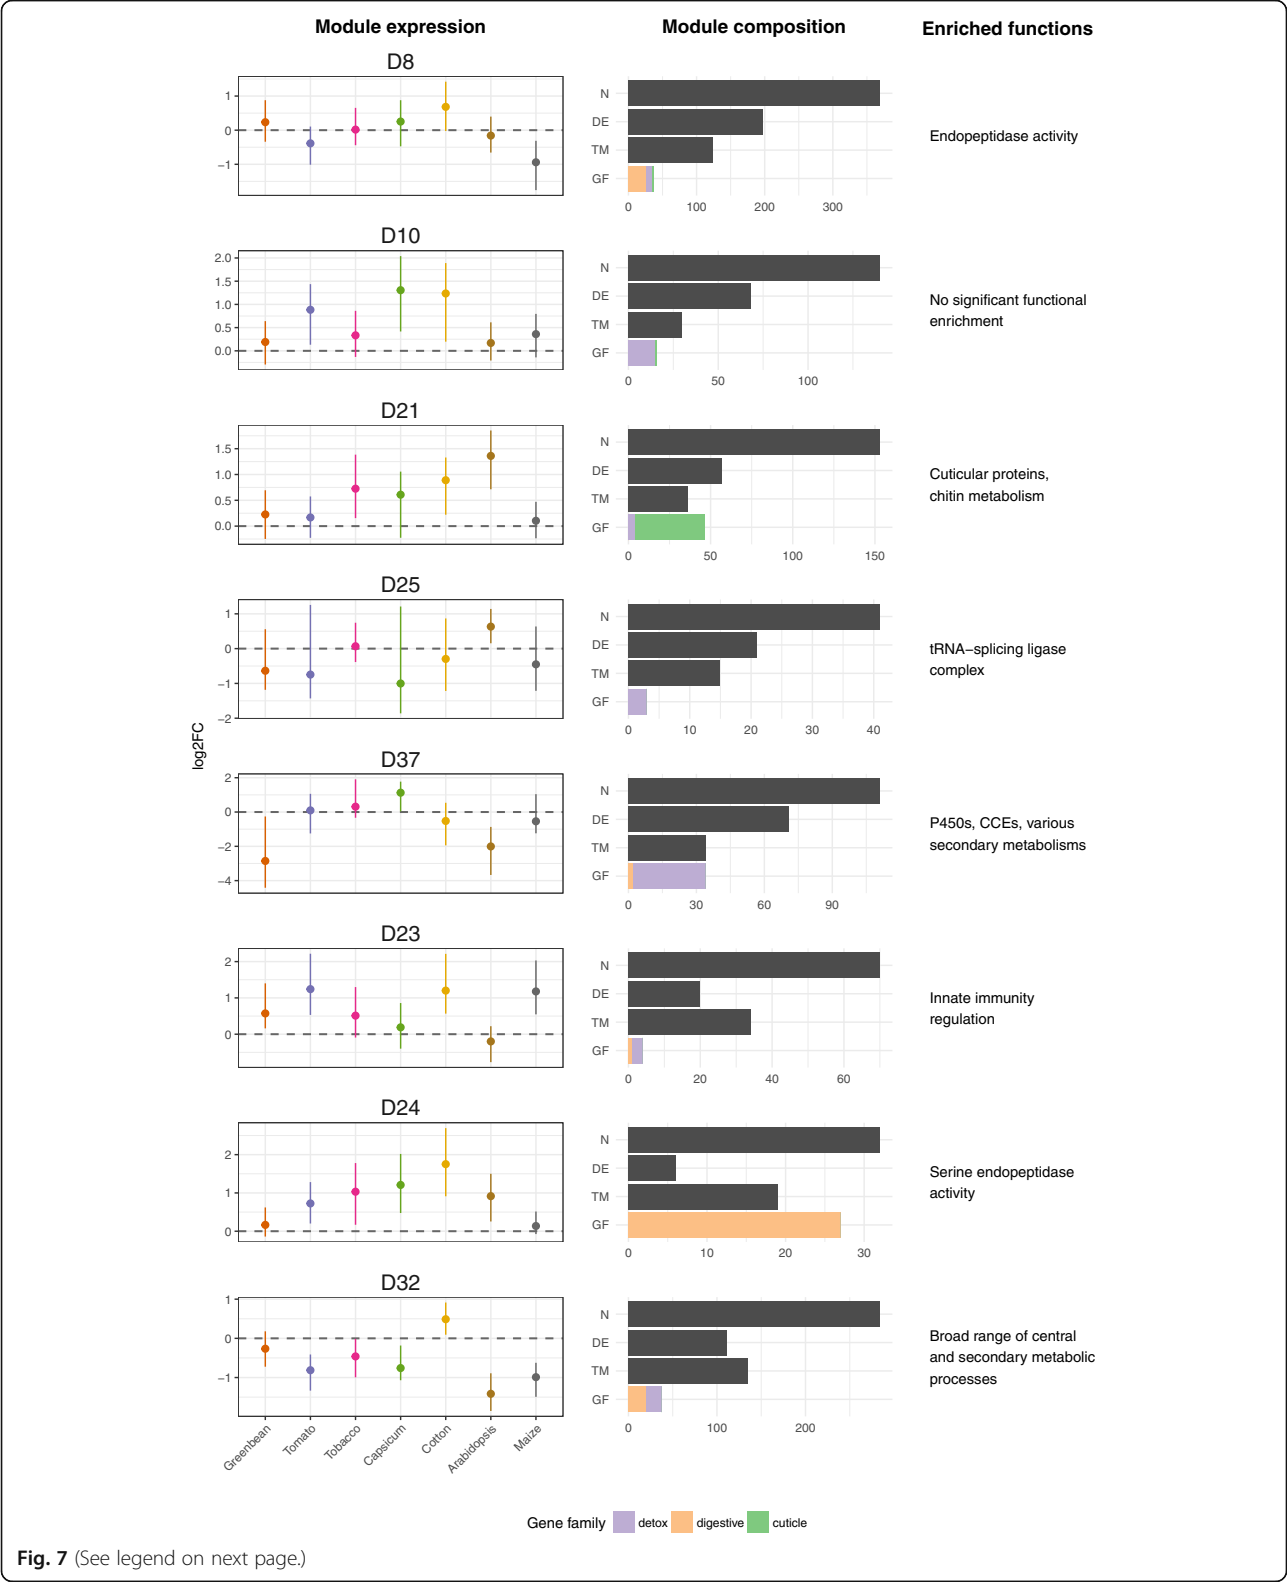 Module expression
Module composition
Enriched functions
D8
1
0
−1
N
DE
TM
GF
0 100 200 300
Endopeptidase activity
D10
2.0
1.5
1.0
0.5
0.0
N
DE
TM
GF
0 50 100
No significant functional
enrichment
D21
1.5
1.0
0.5
0.0
N
DE
TM
GF
0 50 100 150
Cuticular proteins,
chitin metabolism
D25
1
0
−1
−2
N
DE
TM
GF
0 10 20 30 40
tRNA−splicing ligase
complex
log2FC
D37
2
0
−2
−4
N
DE
TM
GF
0 30 60 90
P450s, CCEs, various
secondary metabolisms
D23
2
1
0
N
DE
TM
GF
0 20 40 60
Innate immunity
regulation
D24
2
1
0
N
DE
TM
GF
0 10 20 30
Serine endopeptidase
activity
D32
1
0
−1
Greenbean
Tomato
Tobacco
Capsicum
Cotton
Arabidopsis
Maize
N
DE
TM
GF
0 100 200
Broad range of central
and secondary metabolic
processes
Gene family detox digestive cuticle
Fig. 7 (See legend on next page.)